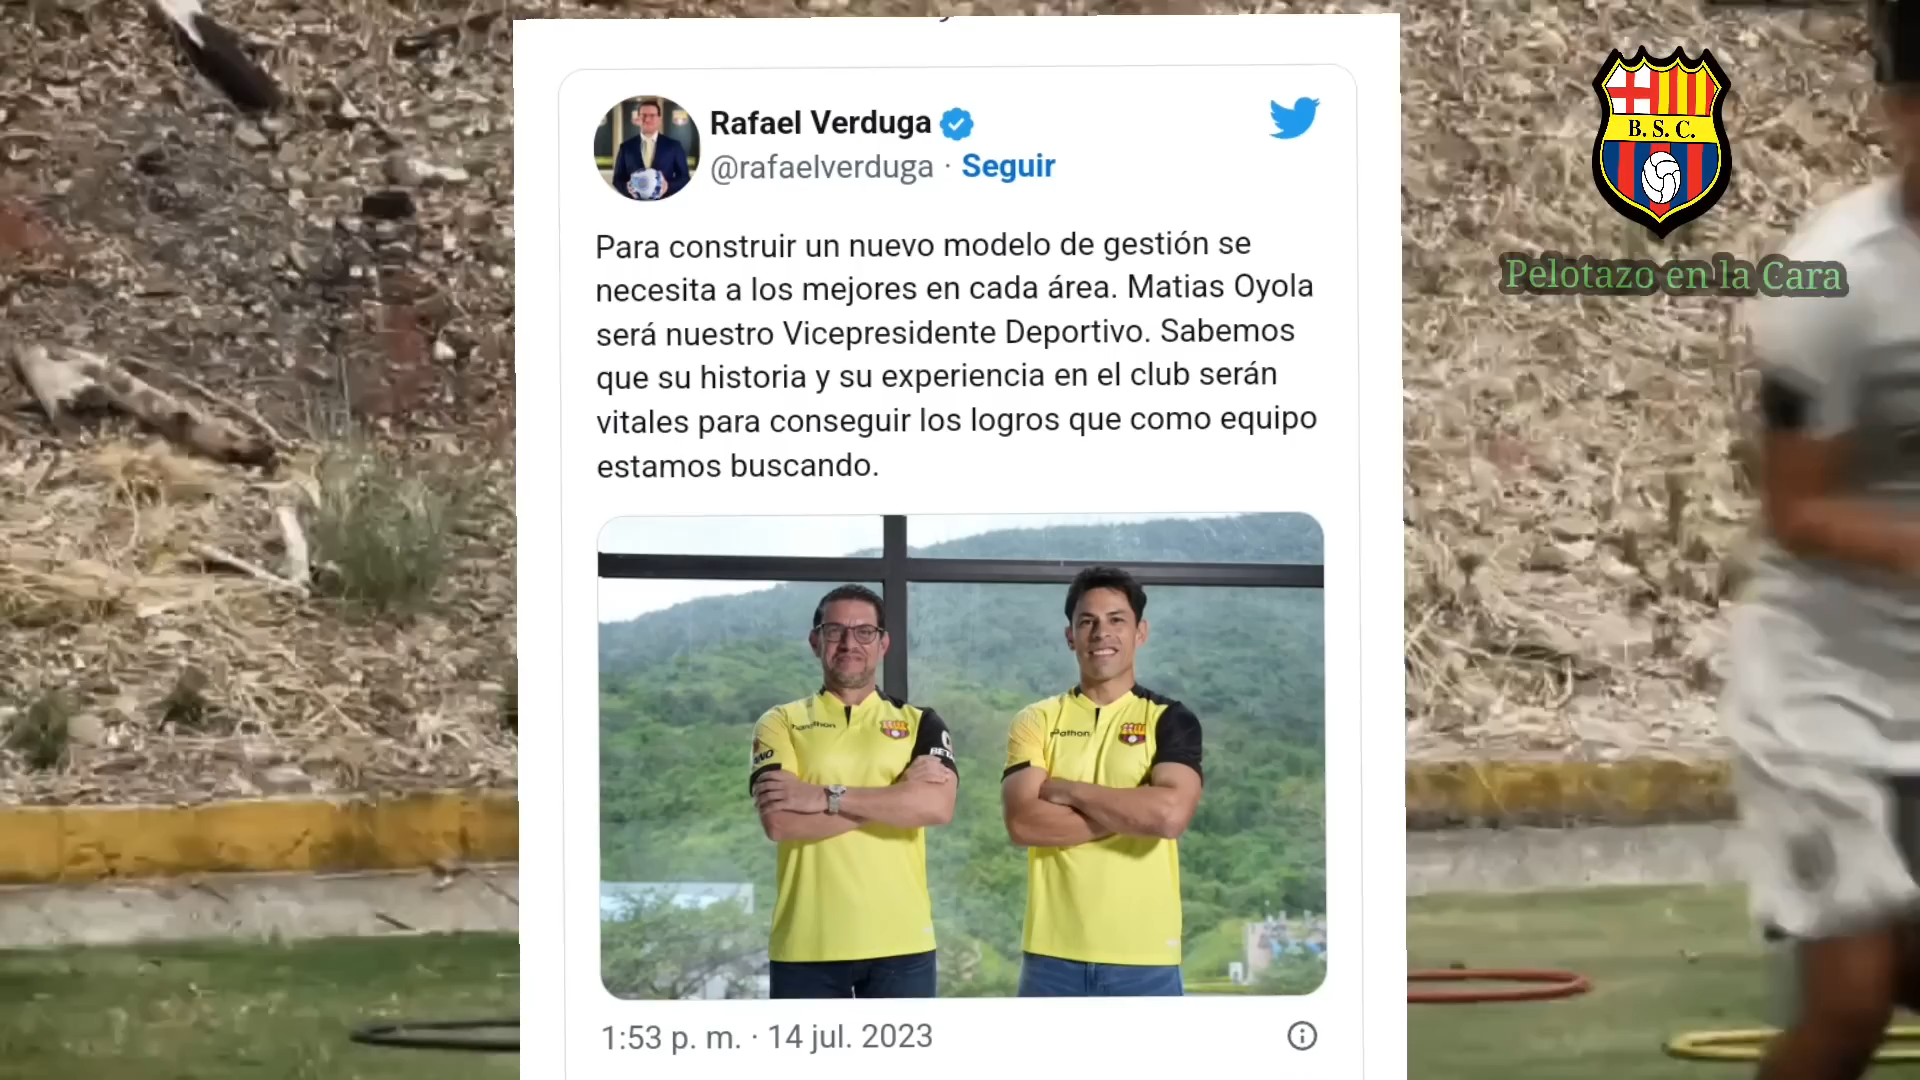 Rafael Verduga
@rafaelverduga · Seguir
Para construir un nuevo modelo de gestión se
necesita a los mejores en cada área. Matias Oyola
será nuestro Vicepresidente Deportivo. Sabemos
que su historia y su experiencia en el club serán
vitales para conseguir los logros que como equipo
estamos buscando.
1:53 p. m. · 14 jul. 2023
B. S. C.
Pelotazo en la Cara